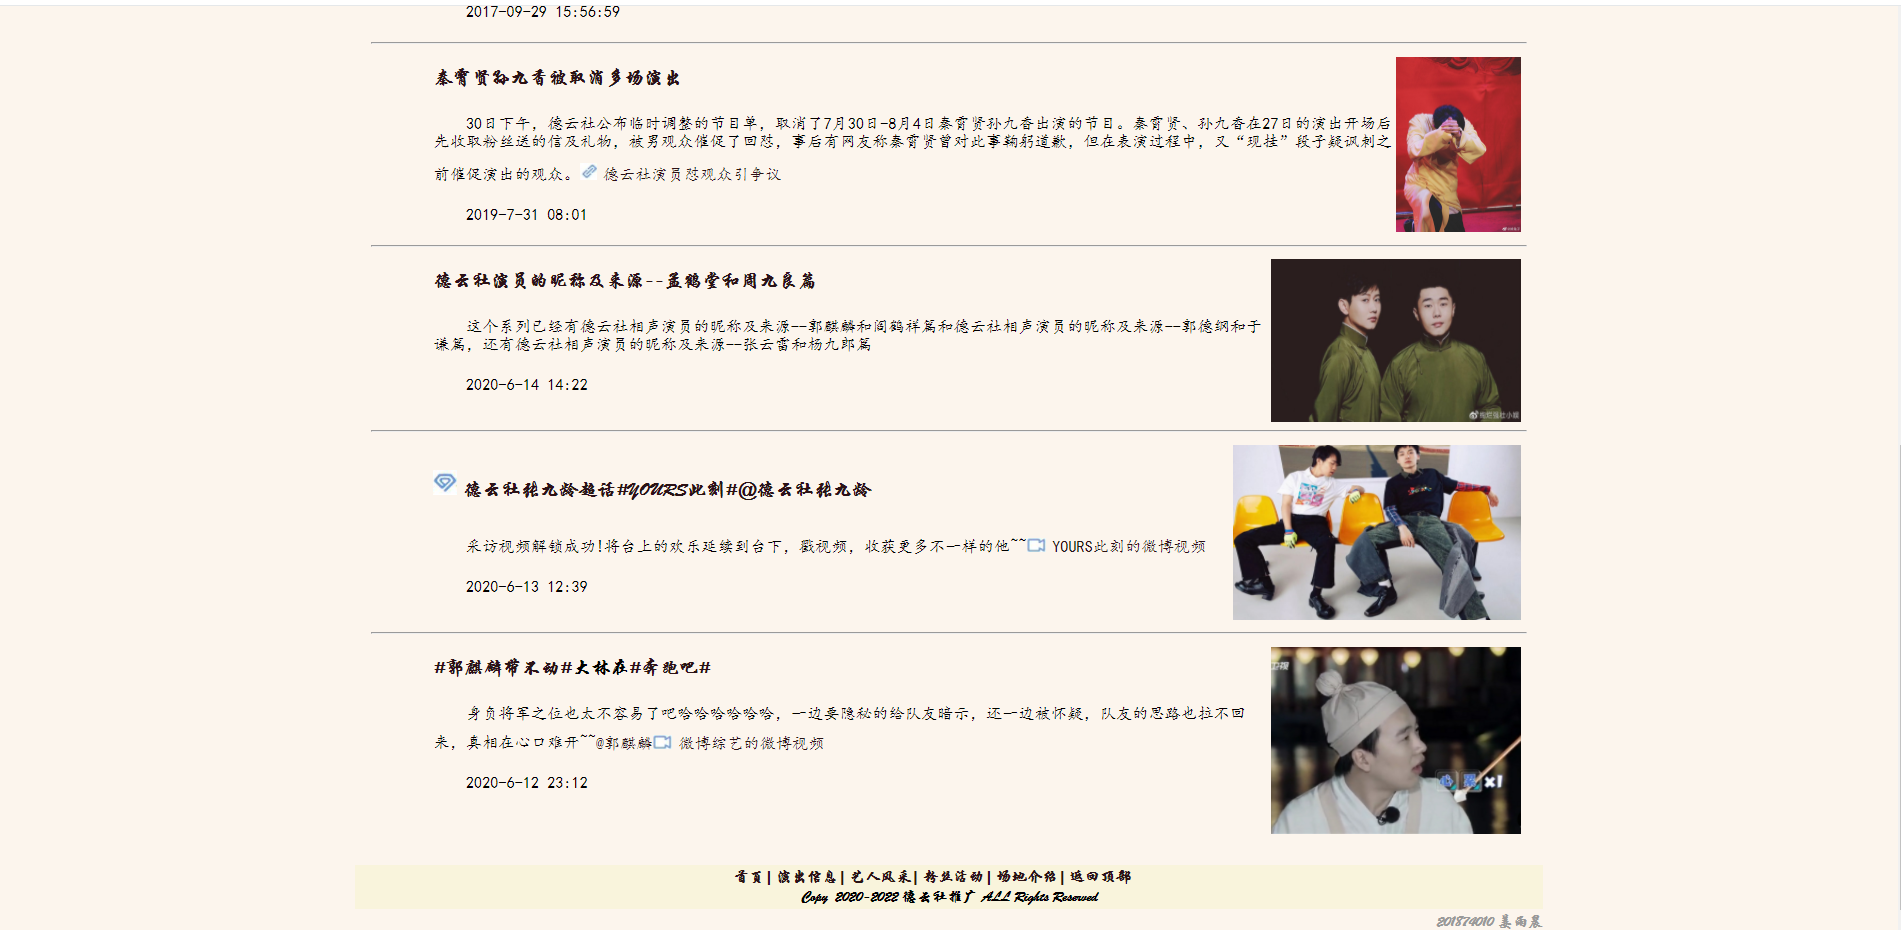 2017-09-29 15:56:59
秦霄贤孙九香被取消多场演出
30日下午，德云社公布临时调整的节目单，取消了7月30日-8月4日秦霄贤孙九香出演的节目。秦霄贤、孙九香在27日的演出开场后
先收取粉丝送的信及礼物，被男观众催促了回怼，事后有网友称秦霄贤曾对此事鞠躬道歉，但在表演过程中，又“现挂”段子疑讽刺之
前催促演出的观众。 德云社演员怼观众引争议
2019-7-31 08:01
德云社演员的昵称及来源--孟鹤堂和周九良篇
这个系列已经有德云社相声演员的昵称及来源--郭麒麟和阎鹤祥篇和德云社相声演员的昵称及来源--郭德纲和于
谦篇，还有德云社相声演员的昵称及来源--张云雷和杨九郎篇
2020-6-14 14:22
德云社张九龄超话#YOURS此刻#@德云社张九龄
采访视频解锁成功!将台上的欢乐延续到台下，戳视频，收获更多不一样的他~~ YOURS此刻的微博视频
2020-6-13 12:39
#郭麒麟带不动#大林在#奔跑吧#
身负将军之位也太不容易了吧哈哈哈哈哈哈，一边要隐秘的给队友暗示，还一边被怀疑，队友的思路也拉不回
来，真相在心口难开~~@郭麒麟 微博综艺的微博视频
2020-6-12 23:12
卫视
×1
首页| 演出信息| 艺人风采| 粉丝活动| 场地介绍| 返回顶部
Copy 2020-2022 德云社推广 ALL Rights Reserved
201874010 姜雨晨